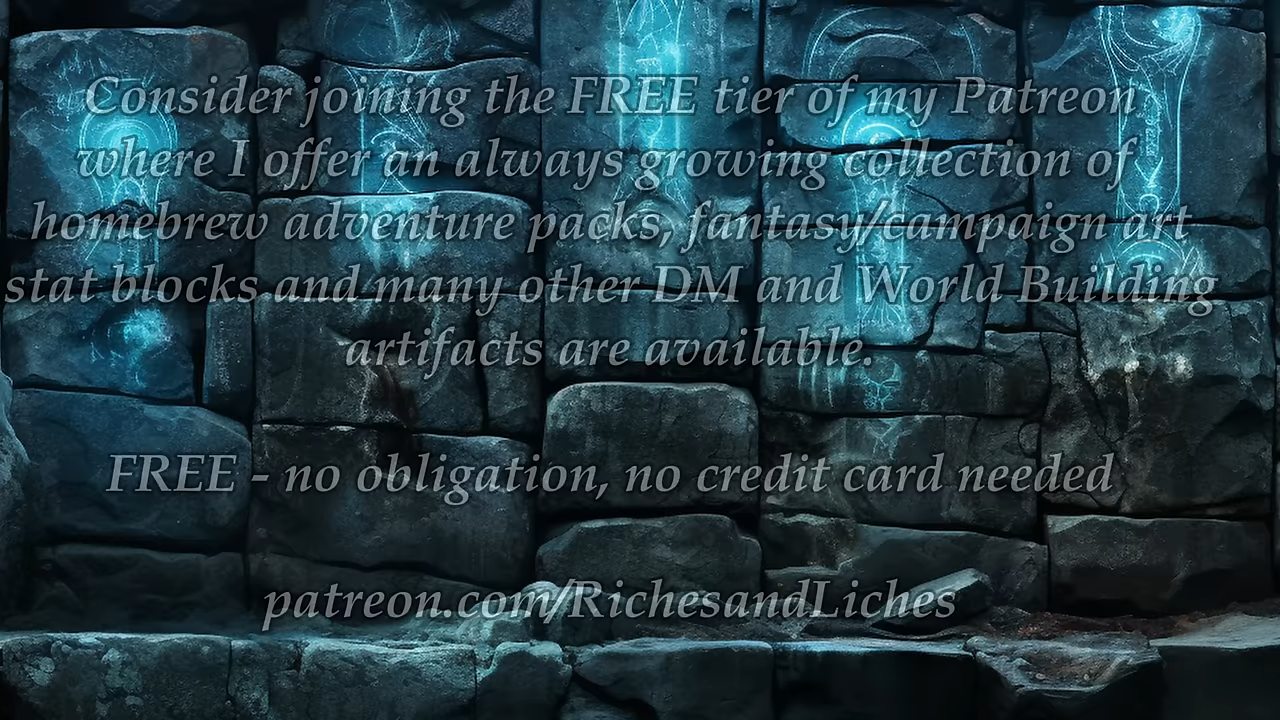 Consider joining the FREE tier of my Patreon
where I offer an always growing collection of
homebrew adventure packs, fantasy/campaign art
stat blocks and many other DM and World Building
artifacts are available.
FREE - no obligation, no credit card needed
patreon.com/RichesandLiches